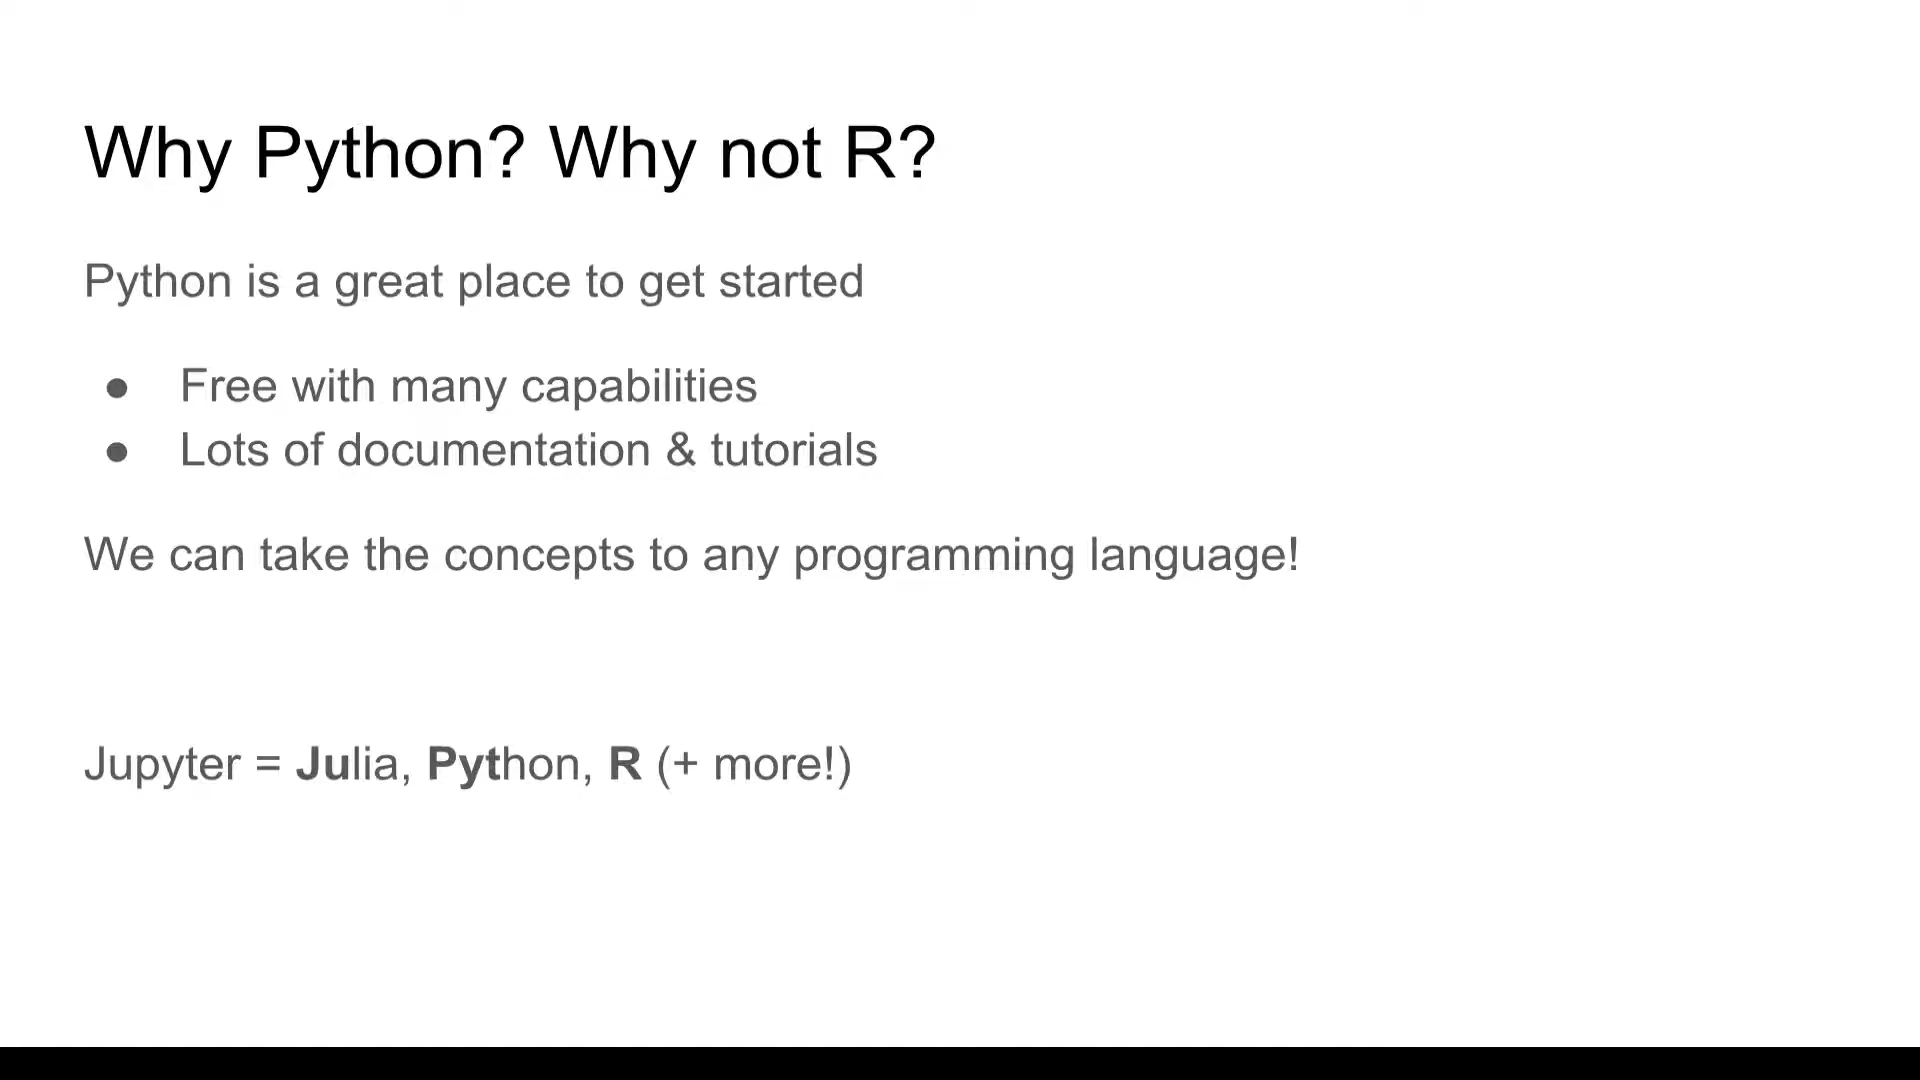 Why Python? Why not R?
Python is a great place to get started
● Free with many capabilities
● Lots of documentation & tutorials
We can take the concepts to any programming language!
Jupyter = Julia, Python, R (+ more!)